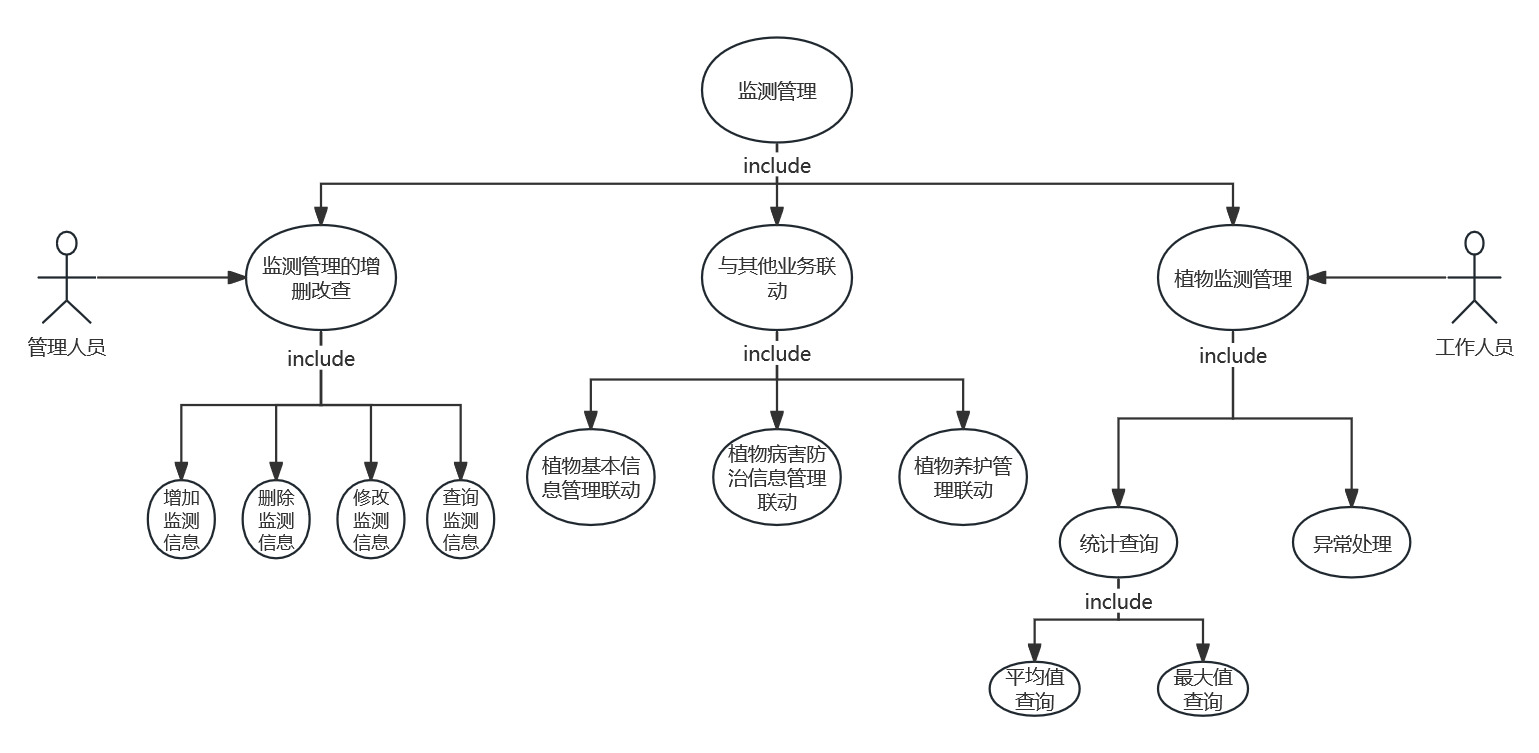 监测管理
include
监测管理的增
删改查
与其他业务联
动
植物监测管理
管理人员
工作人员
include
include
include
植物基本信
息管理联动
植物病害防
治信息管理
联动
植物养护管
理联动
增加
监测
信息
删除
监测
信息
修改
监测
信息
查询
监测
信息
统计查询
异常处理
include
平均值
查询
最大值
查询